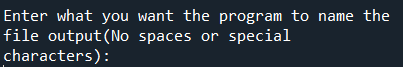 Enter what you want the program to name the
file output(No spaces or special
characters):